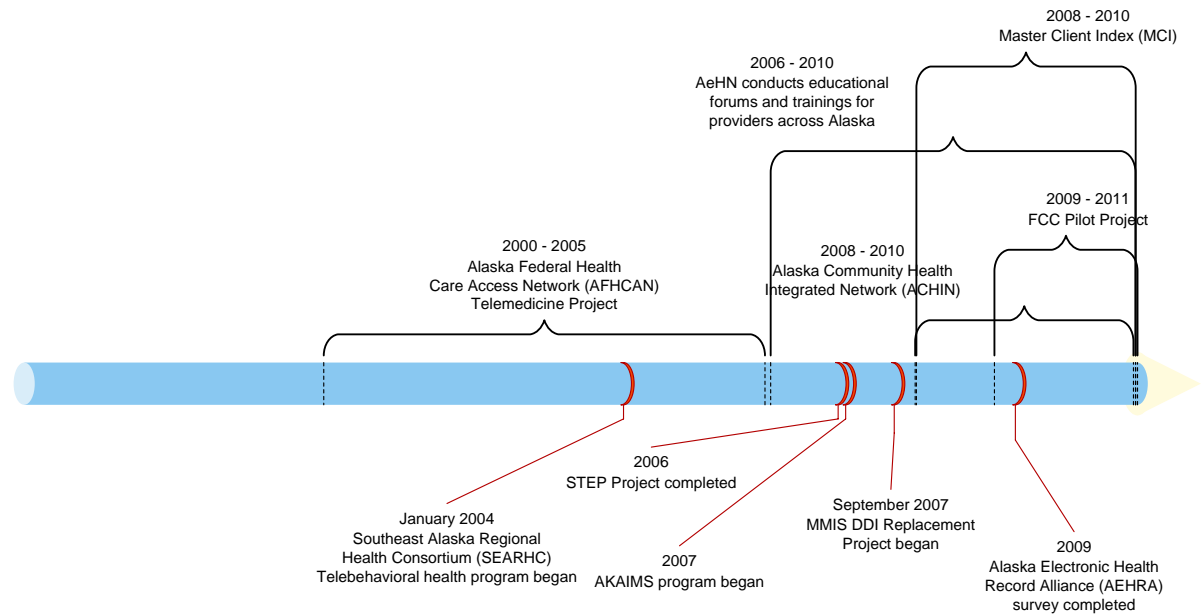 2008 - 2010
Master Client Index (MCI)
2006 - 2010
AeHN conducts educational
forums and trainings for
providers across Alaska
2009 - 2011
FCC Pilot Project
2000 - 2005
Alaska Federal Health
Care Access Network (AFHCAN)
Telemedicine Project
2008 - 2010
Alaska Community Health
Integrated Network (ACHIN)
2006
STEP Project completed
January 2004
Southeast Alaska Regional
Health Consortium (SEARHC)
Telebehavioral health program began
2007
AKAIMS program began
September 2007
MMIS DDI Replacement
Project began
2009
Alaska Electronic Health
Record Alliance (AEHRA)
survey completed